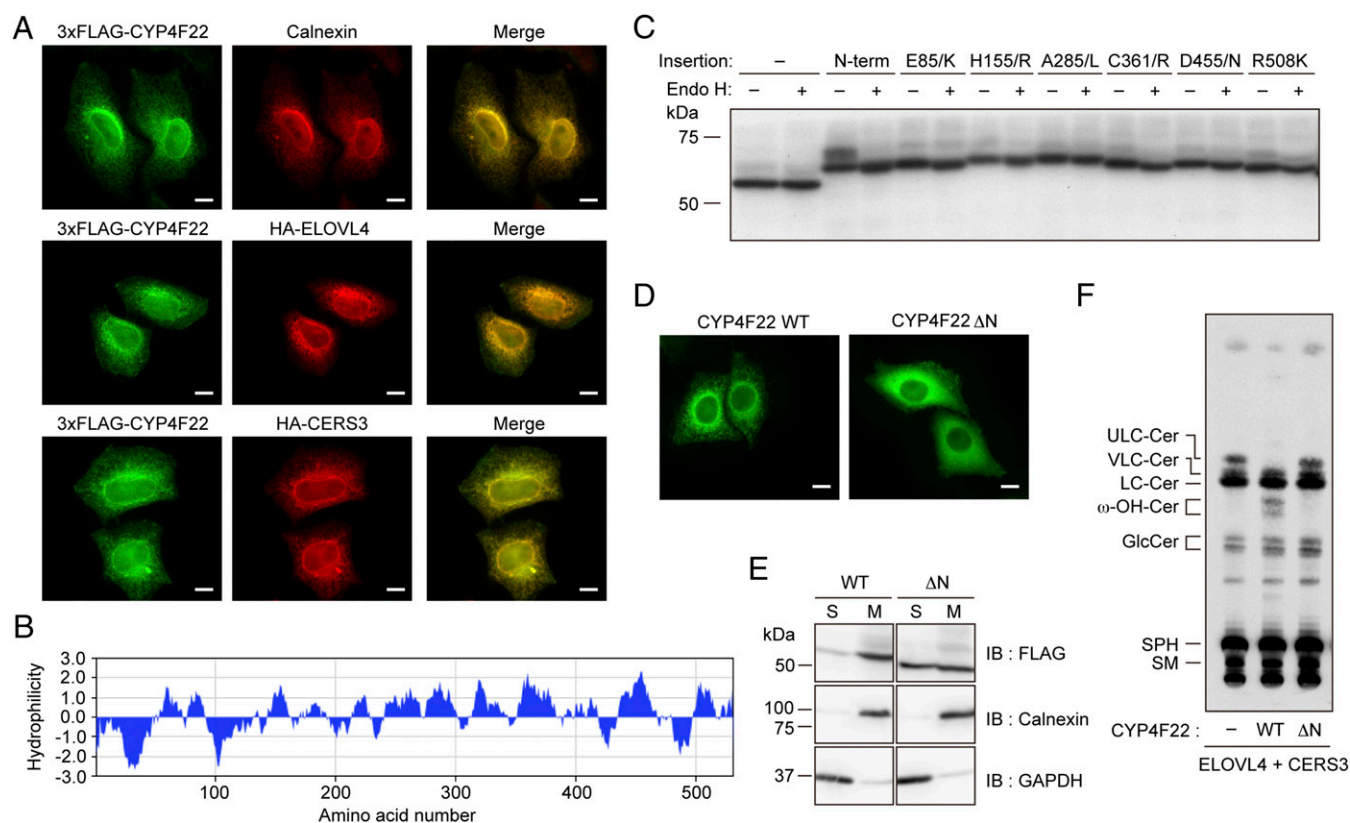 A
3xFLAG-CYP4F22 Calnexin Merge
3xFLAG-CYP4F22 HA-ELOVL4 Merge
3xFLAG-CYP4F22 HA-CERS3 Merge
B
Hydrophilicity
3.0
2.0
1.0
0.0
-1.0
-2.0
-3.0
100 200 300 400 500
Amino acid number
C
Insertion: – N-term E85/K H155/R A285/L C361/R D455/N R508K
Endo H: – + – + – + – + – + – + – + – +
kDa
75
50
D
CYP4F22 WT CYP4F22 ΔN
E
WT ΔN
S M S M
kDa
50
IB : FLAG
100
75
IB : Calnexin
37
IB : GAPDH
F
ULC-Cer
VLC-Cer
LC-Cer
ω-OH-Cer
GlcCer
SPH
SM
CYP4F22 : – WT ΔN
ELOVL4 + CERS3